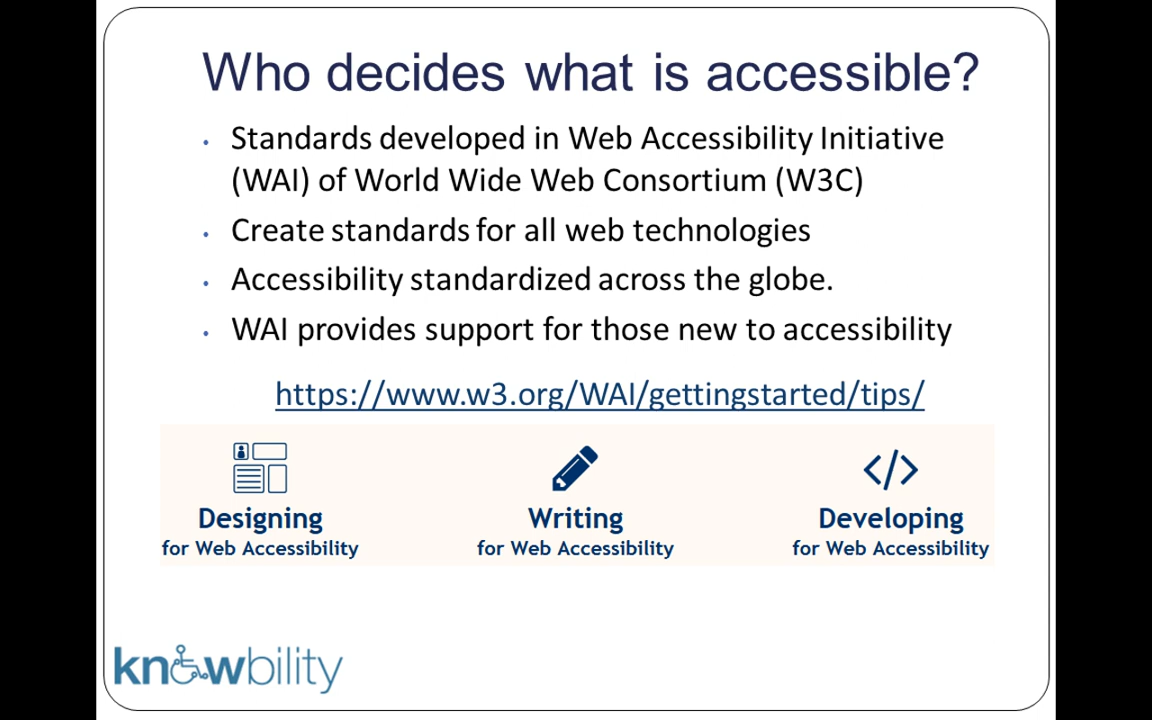 Who decides what is accessible?
• Standards developed in Web Accessibility Initiative
(WAI) of World Wide Web Consortium (W3C)
• Create standards for all web technologies
• Accessibility standardized across the globe.
• WAI provides support for those new to accessibility
https://www.w3.org/WAI/gettingstarted/tips/
Designing
for Web Accessibility
Writing
for Web Accessibility
</> Developing
for Web Accessibility
knowbility